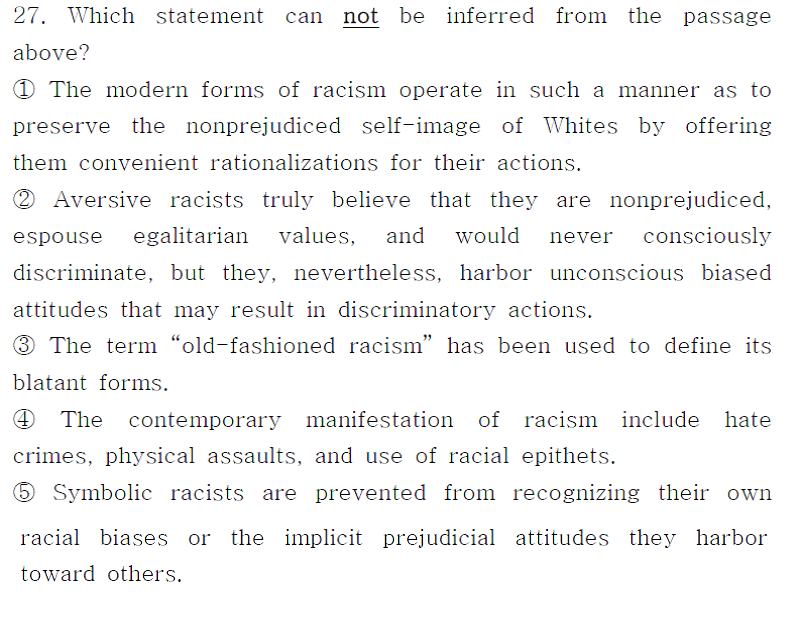 27. Which statement can not be inferred from the passage
above?
① The modern forms of racism operate in such a manner as to
preserve the nonprejudiced self-image of Whites by offering
them convenient rationalizations for their actions.
② Aversive racists truly believe that they are nonprejudiced,
espouse egalitarian values, and would never consciously
discriminate, but they, nevertheless, harbor unconscious biased
attitudes that may result in discriminatory actions.
③ The term “old-fashioned racism” has been used to define its
blatant forms.
④ The contemporary manifestation of racism include hate
crimes, physical assaults, and use of racial epithets.
⑤ Symbolic racists are prevented from recognizing their own
racial biases or the implicit prejudicial attitudes they harbor
toward others.